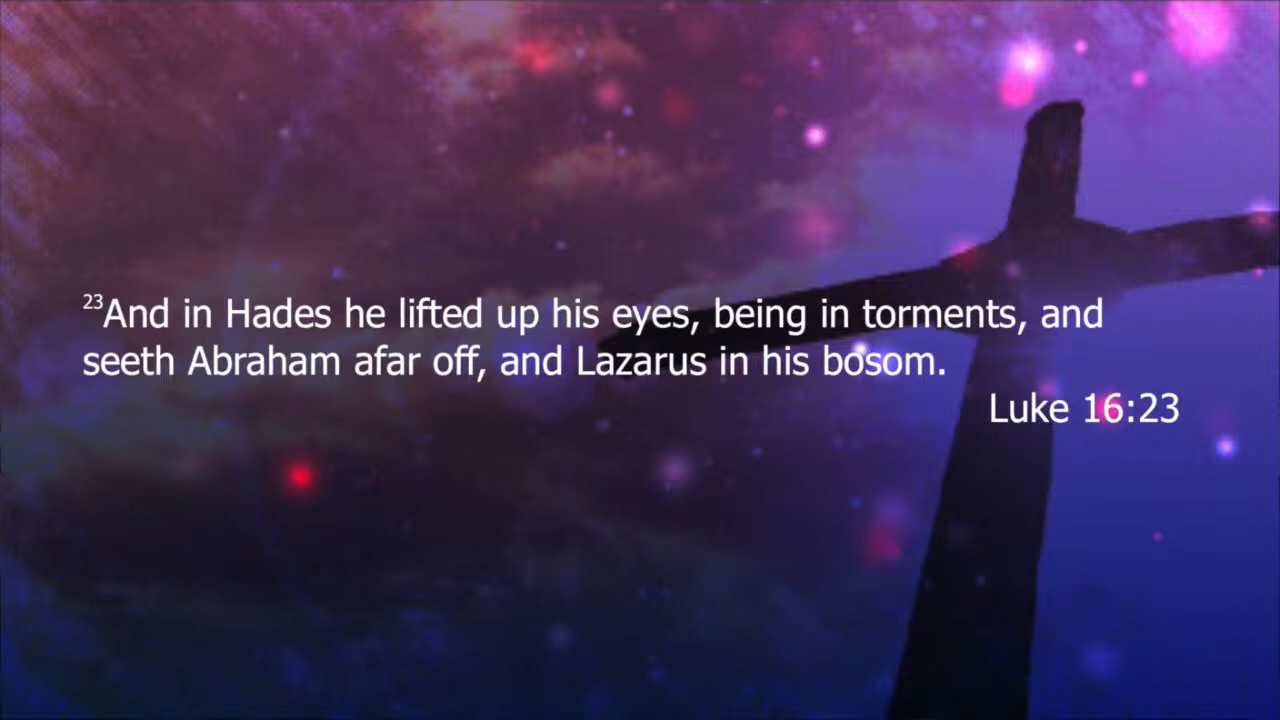 23And in Hades he lifted up his eyes, being in torments, and
seeth Abraham afar off, and Lazarus in his bosom.
Luke 16:23